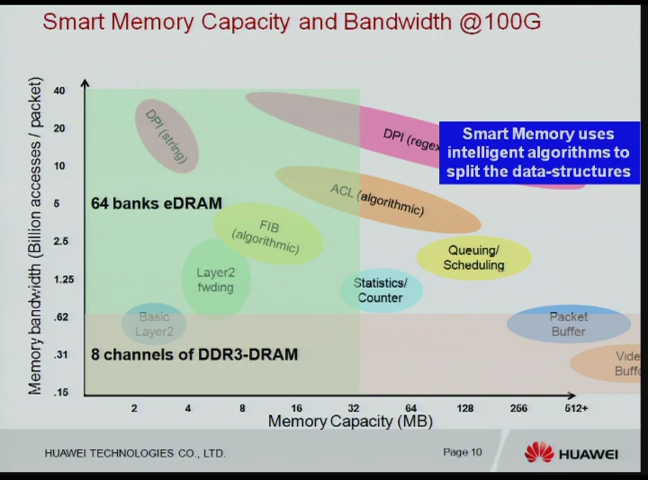 Smart Memory Capacity and Bandwidth @100G
Memory bandwidth (Billion accesses / packet)
40
20
10
5
2.5
1.25
.62
.31
.15
DPI (string)
DPI (regex
Smart Memory uses
intelligent algorithms to
split the data-structures
64 banks eDRAM
ACL (algorithmic)
FIB
(algorithmic)
Queuing/
Scheduling
Layer2
fwding
Statistics/
Counter
Basic
Layer2
Packet
Buffer
8 channels of DDR3-DRAM
Vide
Buff
2 4 8 16 32 64 128 256 512+
Memory Capacity (MB)
HUAWEI TECHNOLOGIES CO., LTD.
Page 10
HUAWEI